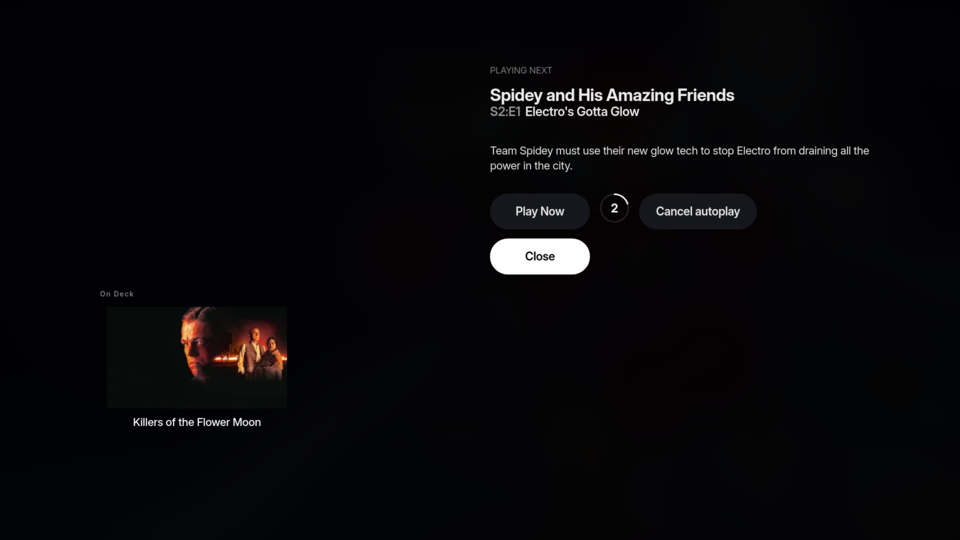 PLAYING NEXT
Spidey and His Amazing Friends
S2:E1 Electro's Gotta Glow
Team Spidey must use their new glow tech to stop Electro from draining all the
power in the city.
Play Now
2
Cancel autoplay
Close
On Deck
Killers of the Flower Moon